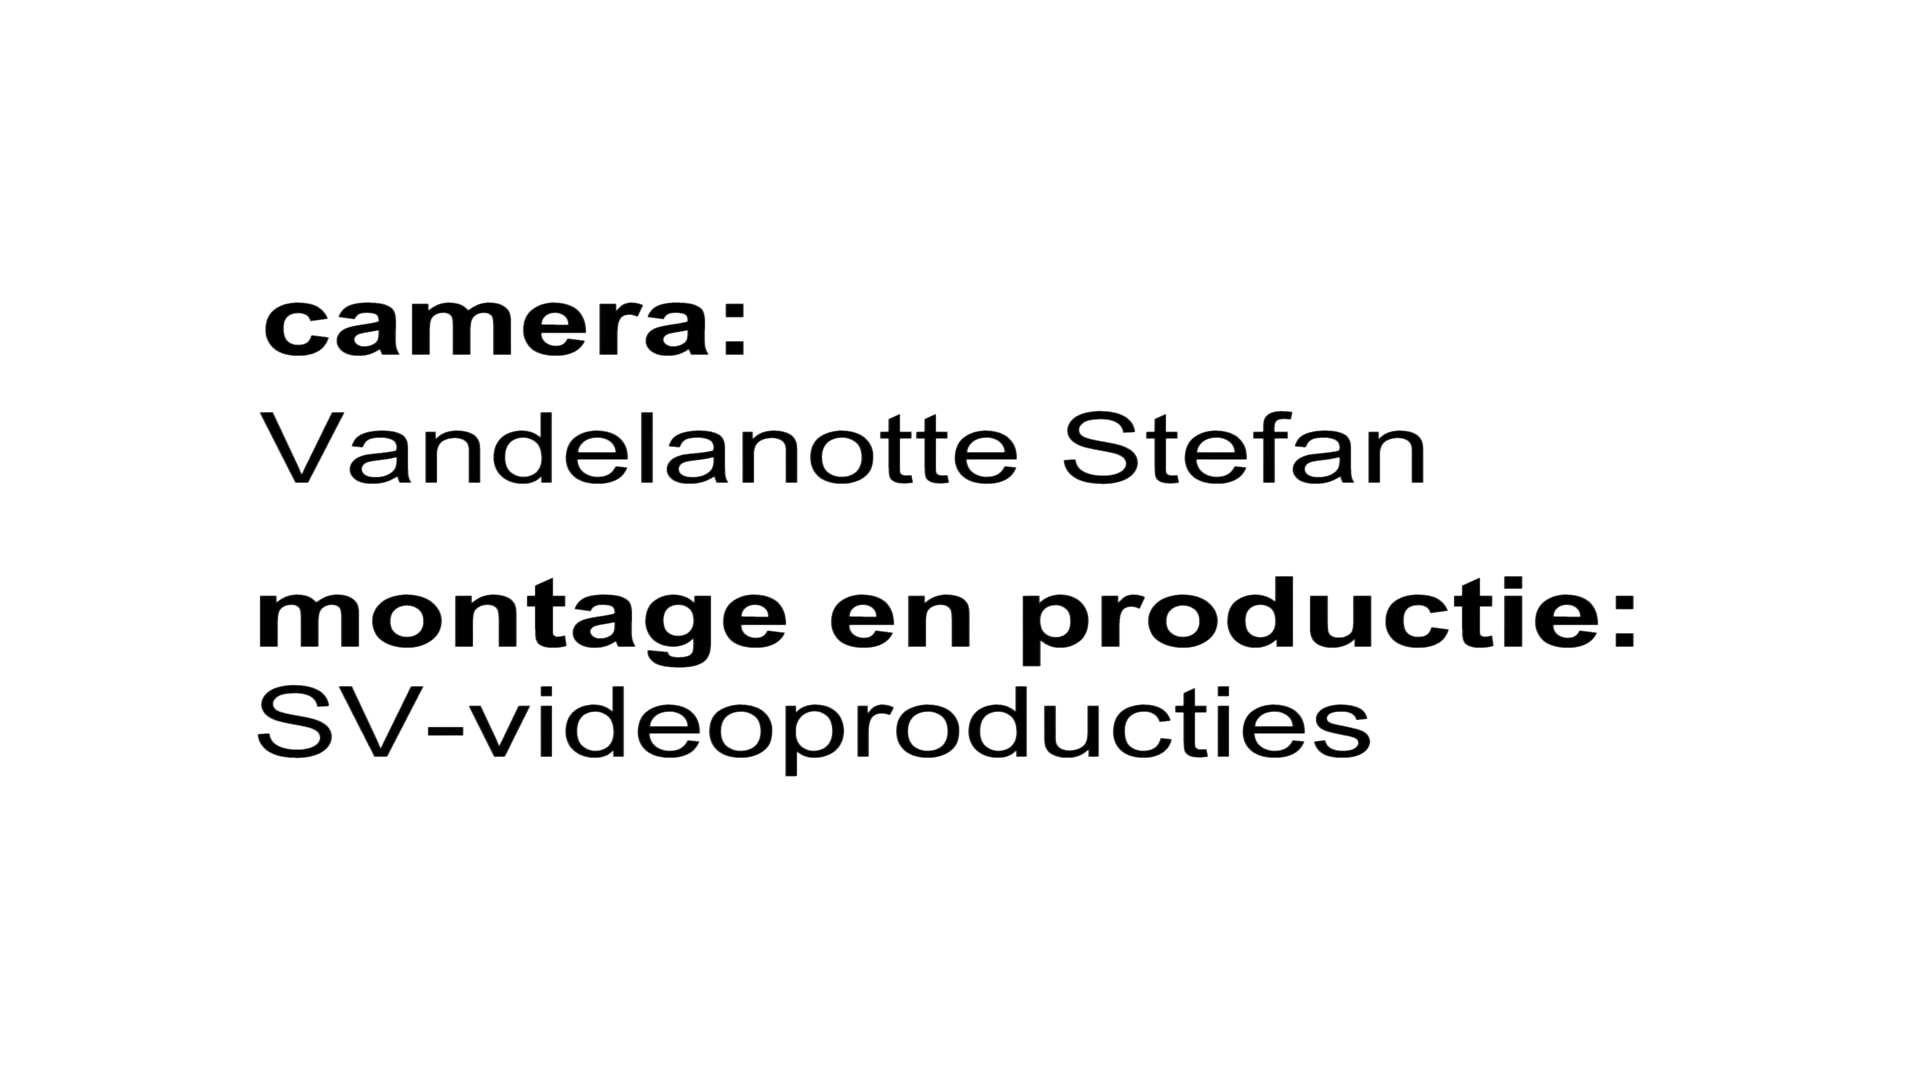 camera:
Vandelanotte Stefan
montage en productie:
SV-videoproducties